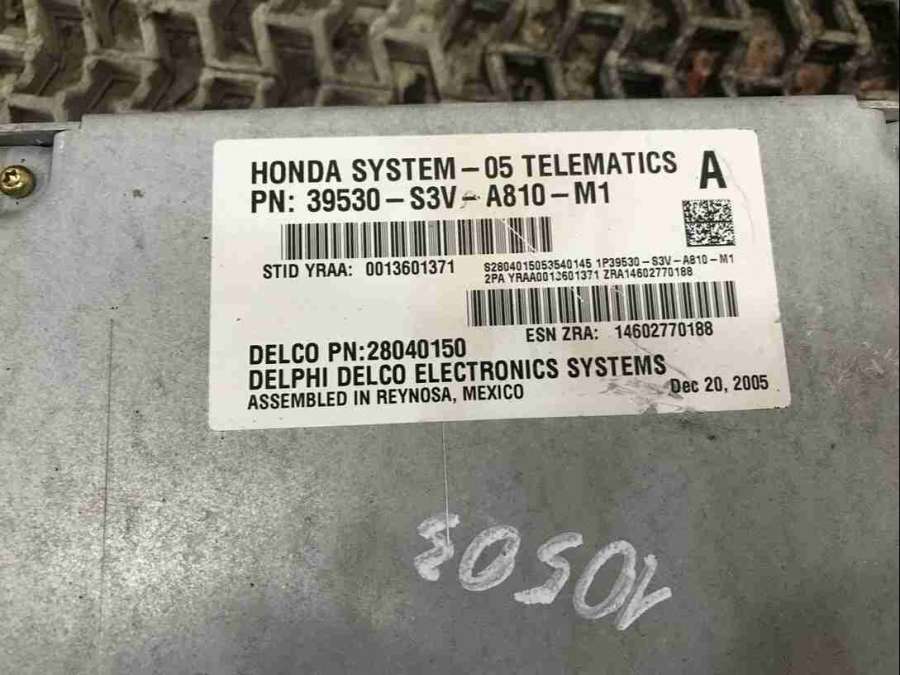 HONDA SYSTEM-05 TELEMATICS
A
PN: 39530-S3V-A810-M1
STID YRAA: 0013601371
S2804015053540145 1P39530-S3V-A810-M1
2PA YRAA0013601371 ZRA14602770188
ESN ZRA: 14602770188
DELCO PN:28040150
DELPHI DELCO ELECTRONICS SYSTEMS
ASSEMBLED IN REYNOSA, MEXICO
Dec 20, 2005